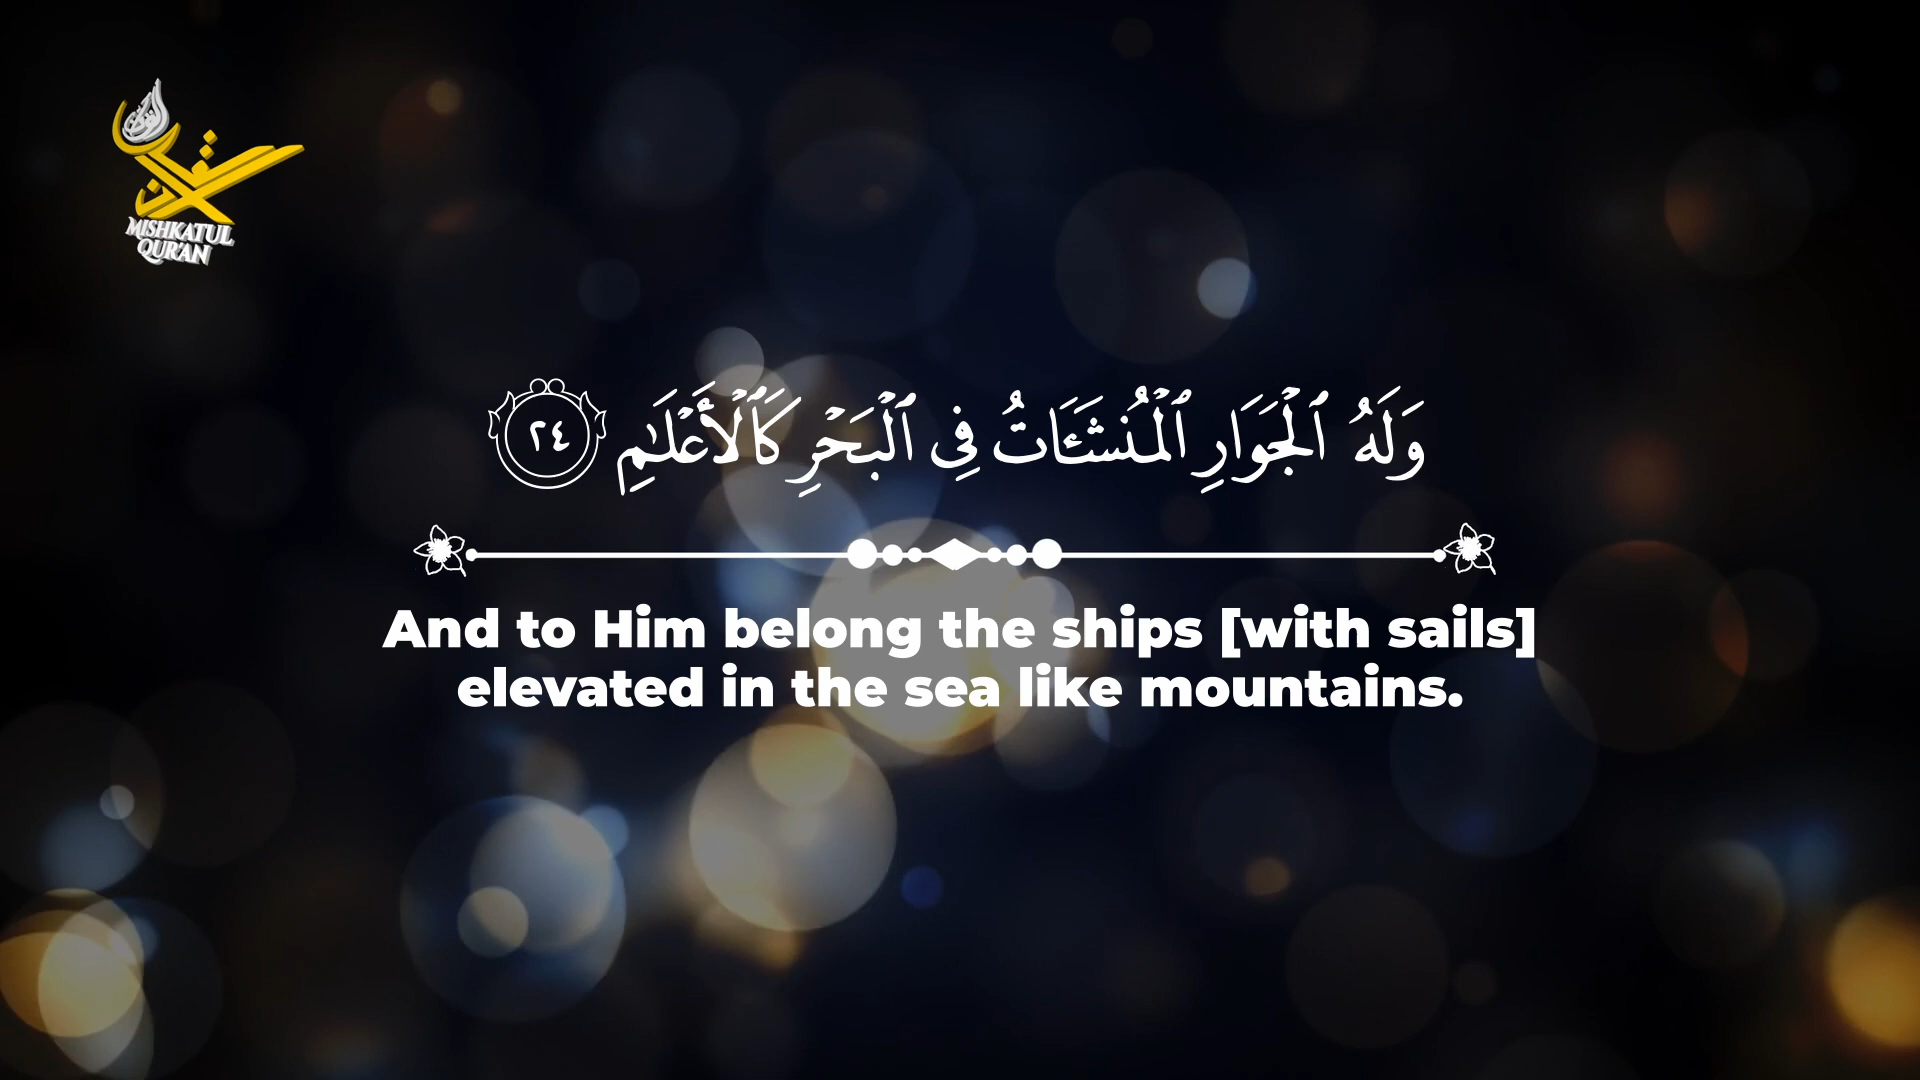 MISHKATUL
QUR'AN
وَلَهُ ٱلْجَوَارِ ٱلْمُنشَـَٔاتُ فِى ٱلْبَحْرِ كَٱلْأَعْلَـٰمِ ٢٤
And to Him belong the ships [with sails]
elevated in the sea like mountains.